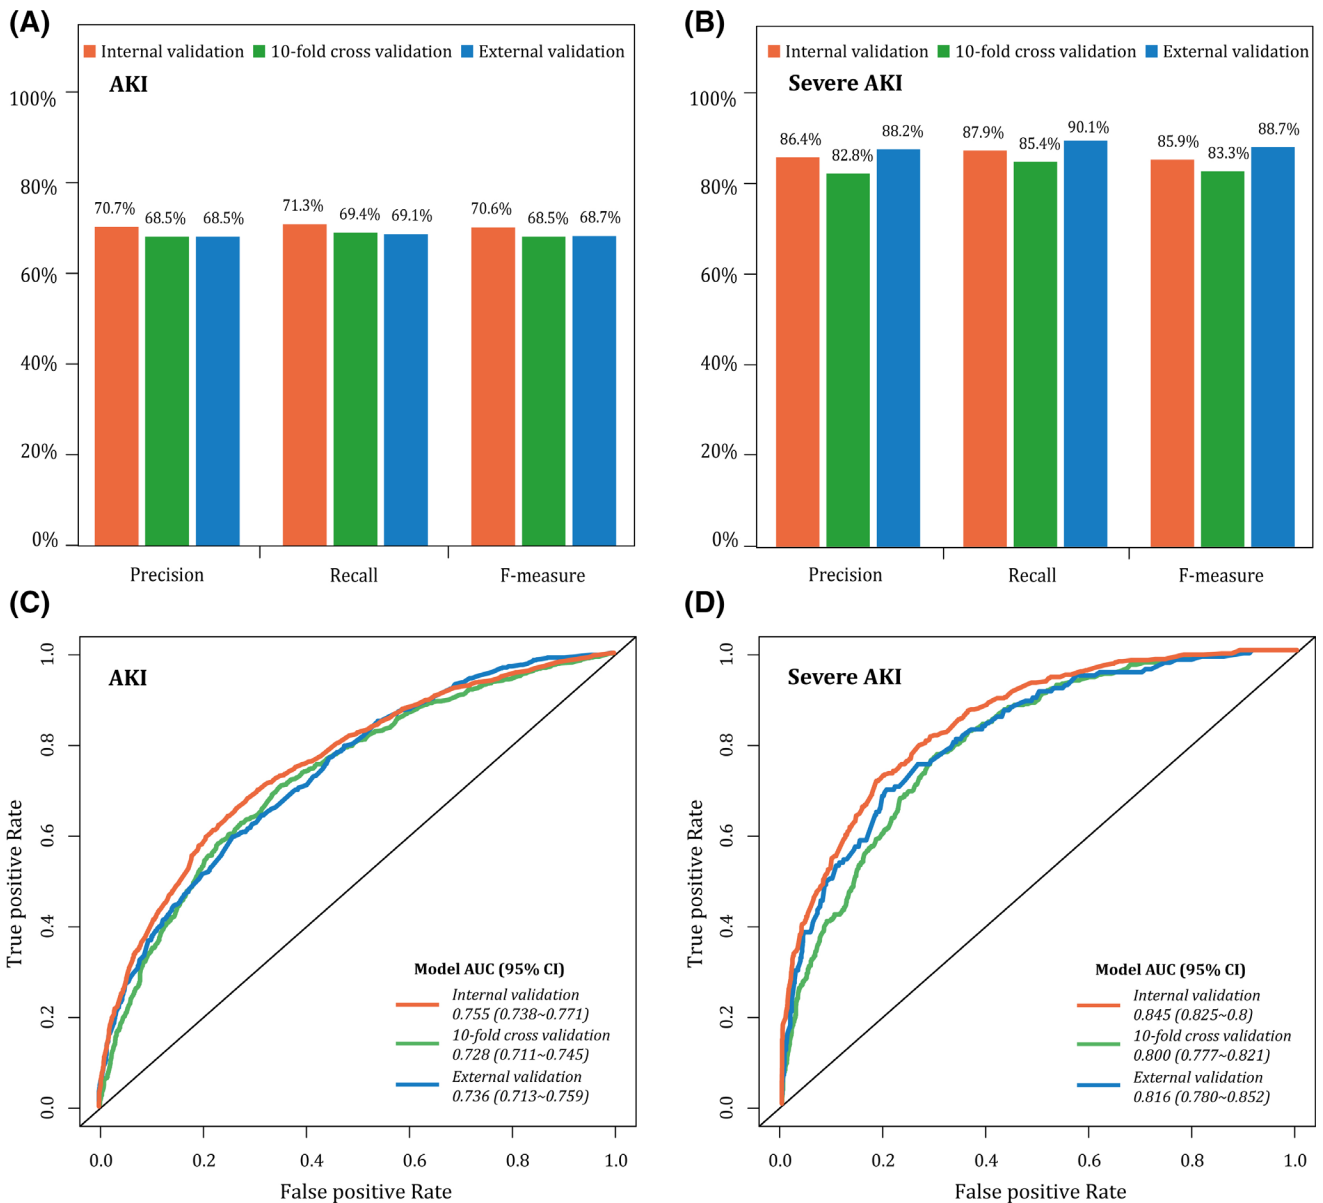 (A)
Internal validation 10-fold cross validation External validation
AKI
100%
80%
60%
40%
20%
0%
70.7% 68.5% 68.5% 71.3% 69.4% 69.1% 70.6% 68.5% 68.7%
Precision Recall F-measure
(B)
Internal validation 10-fold cross validation External validation
Severe AKI
100%
80%
60%
40%
20%
0%
86.4% 82.8% 88.2% 87.9% 85.4% 90.1% 85.9% 83.3% 88.7%
Precision Recall F-measure
(C)
AKI
True positive Rate
1.0
0.8
0.6
0.4
0.2
0.0
Model AUC (95% CI)
Internal validation
0.755 (0.738~0.771)
10-fold cross validation
0.728 (0.711~0.745)
External validation
0.736 (0.713~0.759)
0.0 0.2 0.4 0.6 0.8 1.0
False positive Rate
(D)
Severe AKI
True positive Rate
1.0
0.8
0.6
0.4
0.2
0.0
Model AUC (95% CI)
Internal validation
0.845 (0.825~0.8)
10-fold cross validation
0.800 (0.777~0.821)
External validation
0.816 (0.780~0.852)
0.0 0.2 0.4 0.6 0.8 1.0
False positive Rate